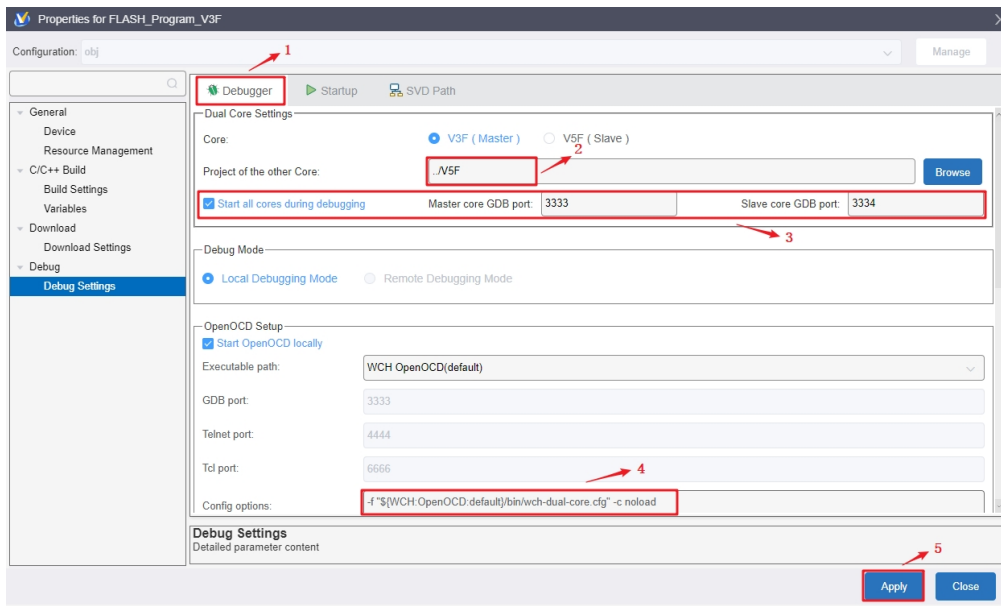 Properties for FLASH_Program_V3F
Configuration: obj
Manage
1
Debugger
Startup
SVD Path
General
Device
Resource Management
C/C++ Build
Build Settings
Variables
Download
Download Settings
Debug
Debug Settings
Dual Core Settings
Core:
V3F ( Master )
V5F ( Slave )
2
Project of the other Core:
../V5F
Browse
Start all cores during debugging
Master core GDB port: 3333
Slave core GDB port: 3334
3
Debug Mode
Local Debugging Mode
Remote Debugging Mode
OpenOCD Setup
Start OpenOCD locally
Executable path: WCH OpenOCD(default)
GDB port: 3333
Telnet port: 4444
Tcl port: 6666
4
Config options: -f "${WCH:OpenOCD:default}/bin/wch-dual-core.cfg" -c noload
Debug Settings
Detailed parameter content
5
Apply
Close